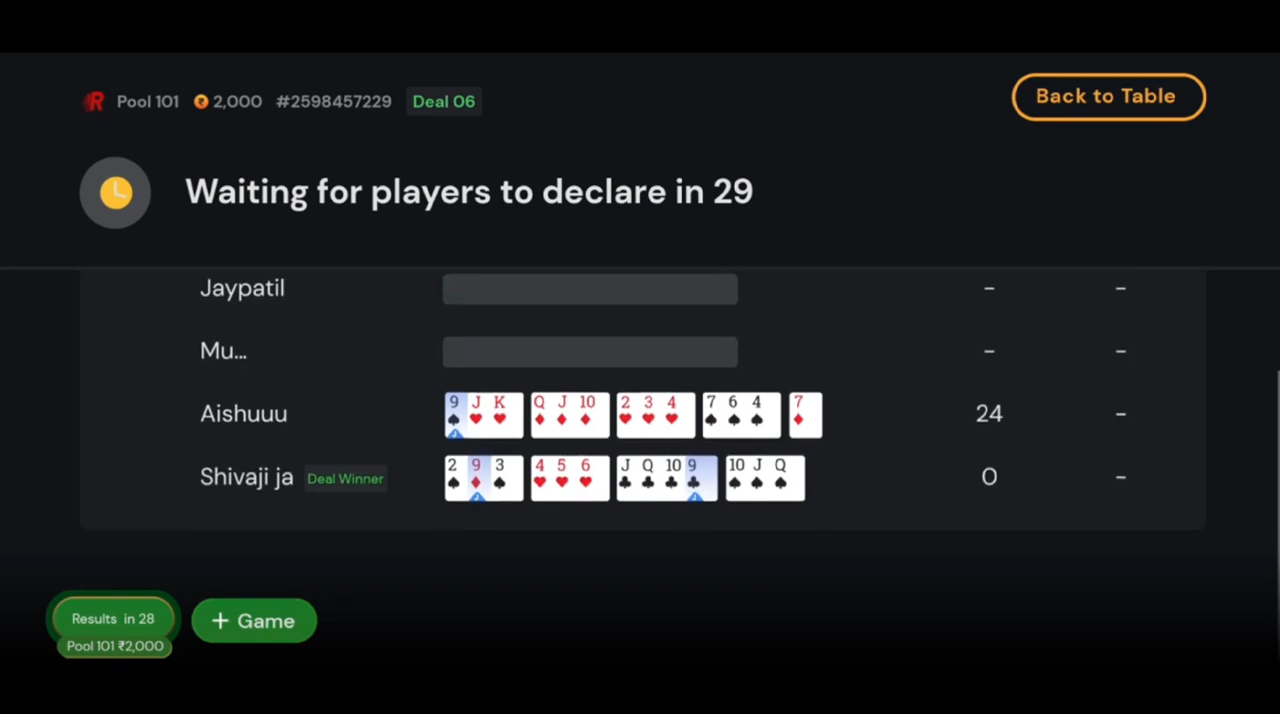 R Pool 101 2,000 #2598457229 Deal 06
Back to Table
Waiting for players to declare in 29
Jaypatil - -
Mu... - -
Aishuuu 9 J K Q J 10 2 3 4 7 6 4 7 24 -
Shivaji ja Deal Winner 2 9 3 4 5 6 J Q 10 9 10 J Q 0 -
Results in 28
Pool 101 ₹2,000
+ Game